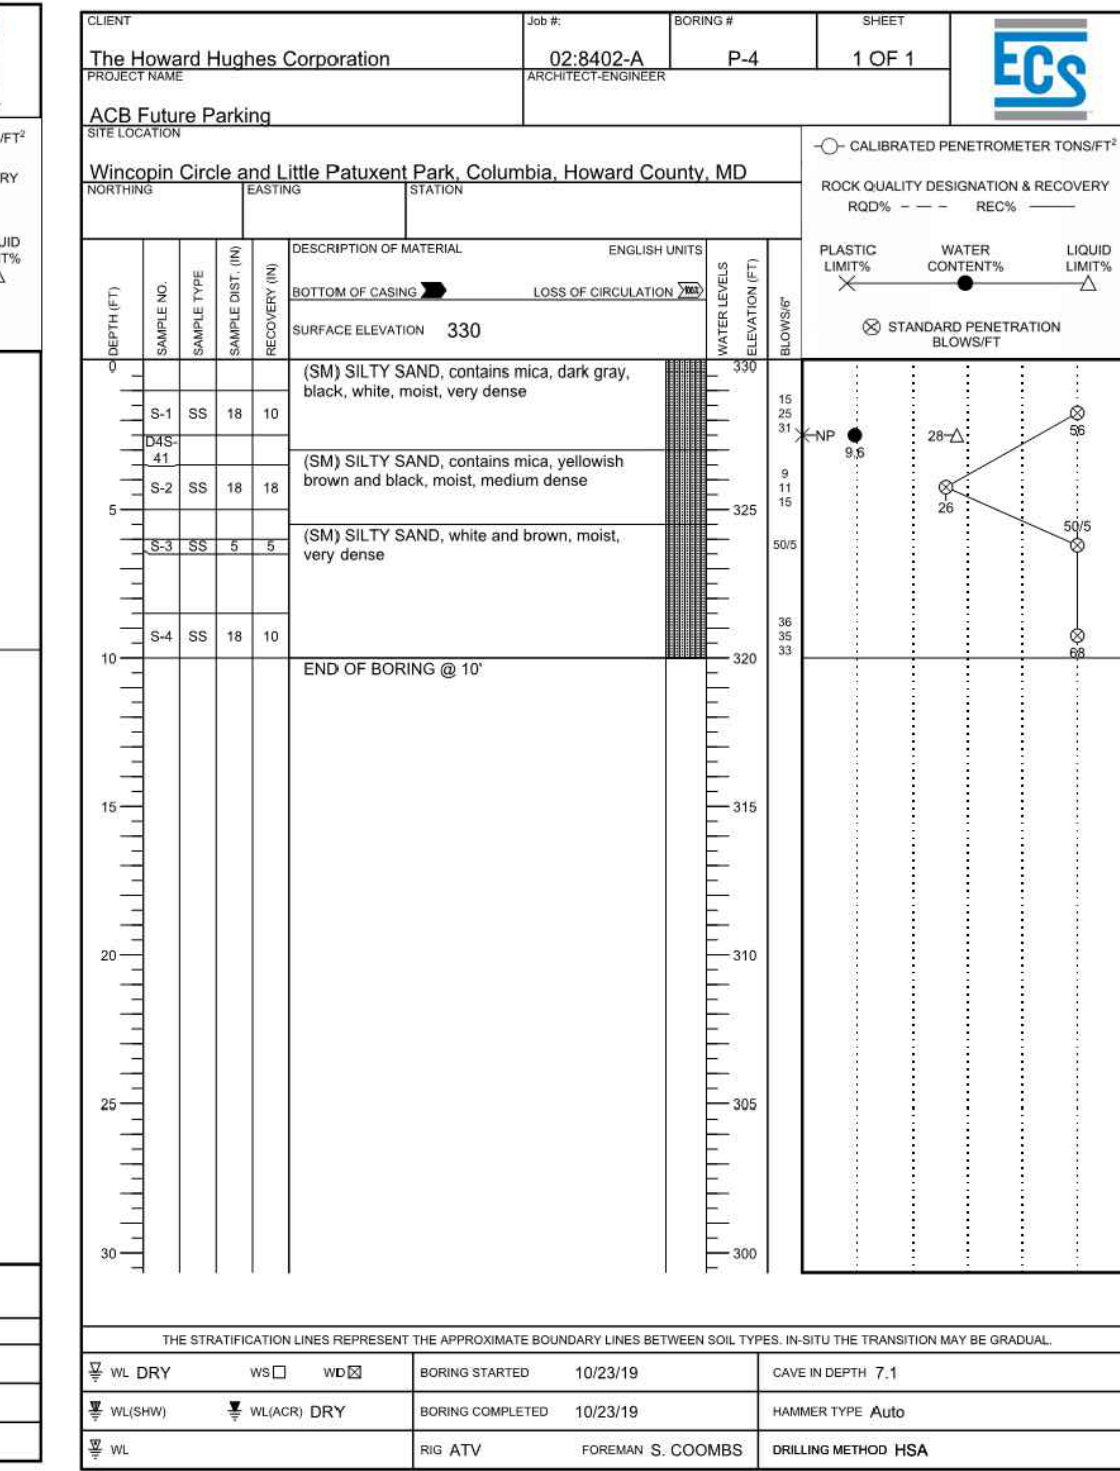 /FT²
RY
UID
T%
CLIENT
The Howard Hughes Corporation
Job #:
02:8402-A
BORING #
P-4
SHEET
1 OF 1
ECS
PROJECT NAME
ACB Future Parking
ARCHITECT-ENGINEER
SITE LOCATION
Wincopin Circle and Little Patuxent Park, Columbia, Howard County, MD
NORTHING
EASTING
STATION
CALIBRATED PENETROMETER TONS/FT²
ROCK QUALITY DESIGNATION & RECOVERY
RQD% – – – REC% ———
PLASTIC LIMIT%
WATER CONTENT%
LIQUID LIMIT%
STANDARD PENETRATION
BLOWS/FT
DEPTH (FT)
SAMPLE NO.
SAMPLE TYPE
SAMPLE DIST. (IN)
RECOVERY (IN)
DESCRIPTION OF MATERIAL
ENGLISH UNITS
BOTTOM OF CASING
LOSS OF CIRCULATION 100%
SURFACE ELEVATION 330
WATER LEVELS
ELEVATION (FT)
BLOWS/6"
0
330
(SM) SILTY SAND, contains mica, dark gray,
black, white, moist, very dense
S-1 SS 18 10
15
25
31
56
D4S-
41
NP
9.6
28
(SM) SILTY SAND, contains mica, yellowish
brown and black, moist, medium dense
S-2 SS 18 18
9
11
15
26
5
325
(SM) SILTY SAND, white and brown, moist,
very dense
S-3 SS 5 5
50/5
50/5
S-4 SS 18 10
36
35
33
68
10
320
END OF BORING @ 10'
15
315
20
310
25
305
30
300
THE STRATIFICATION LINES REPRESENT THE APPROXIMATE BOUNDARY LINES BETWEEN SOIL TYPES. IN-SITU THE TRANSITION MAY BE GRADUAL.
WL DRY WS☐ WD☒
BORING STARTED 10/23/19
CAVE IN DEPTH 7.1
WL(SHW) WL(ACR) DRY
BORING COMPLETED 10/23/19
HAMMER TYPE Auto
WL
RIG ATV FOREMAN S. COOMBS
DRILLING METHOD HSA